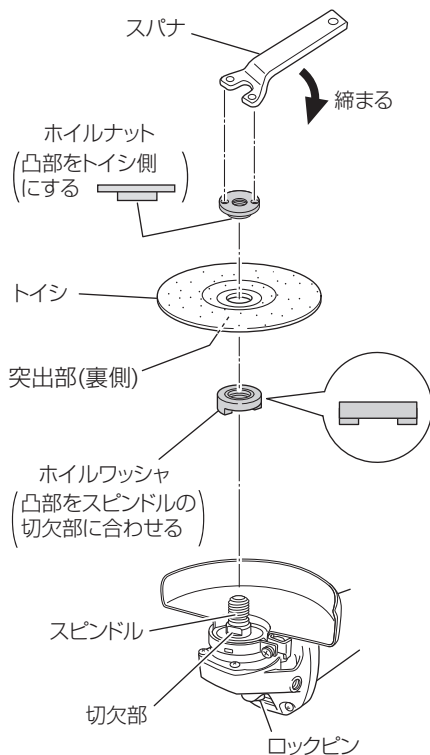 スパナ
締まる
ホイルナット
(凸部をトイシ側
にする)
トイシ
突出部(裏側)
ホイルワッシャ
(凸部をスピンドルの
切欠部に合わせる)
スピンドル
切欠部
ロックピン